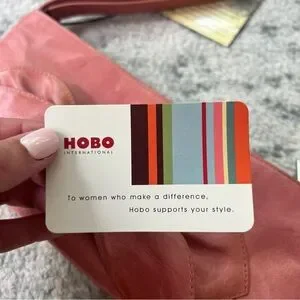 HOBO
INTERNATIONAL
To women who make a difference,
Hobo supports your style.